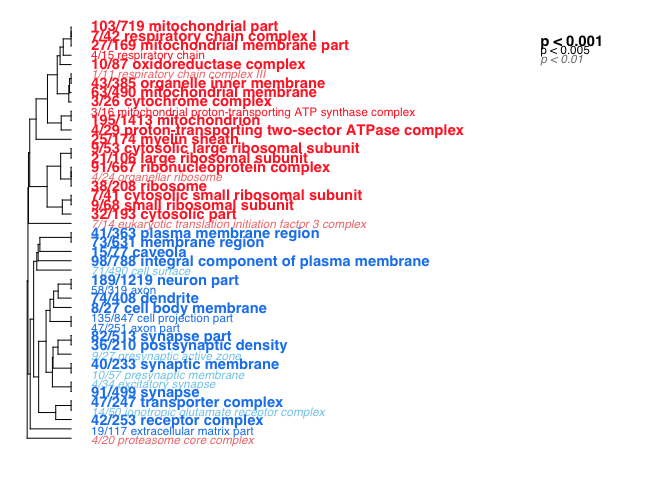 103/719 mitochondrial part
7/42 respiratory chain complex I
27/169 mitochondrial membrane part
4/15 respiratory chain
10/87 oxidoreductase complex
1/11 respiratory chain complex III
43/385 organelle inner membrane
63/490 mitochondrial membrane
3/26 cytochrome complex
3/16 mitochondrial proton-transporting ATP synthase complex
195/1413 mitochondrion
4/29 proton-transporting two-sector ATPase complex
25/174 myelin sheath
9/53 cytosolic large ribosomal subunit
21/106 large ribosomal subunit
91/667 ribonucleoprotein complex
4/24 organellar ribosome
38/208 ribosome
7/41 cytosolic small ribosomal subunit
9/68 small ribosomal subunit
32/193 cytosolic part
7/14 eukaryotic translation initiation factor 3 complex
41/363 plasma membrane region
73/631 membrane region
15/77 caveola
98/788 integral component of plasma membrane
71/490 cell surface
189/1219 neuron part
58/319 axon
74/408 dendrite
8/27 cell body membrane
135/847 cell projection part
47/251 axon part
82/513 synapse part
36/210 postsynaptic density
9/27 presynaptic active zone
40/233 synaptic membrane
10/57 presynaptic membrane
4/34 excitatory synapse
91/499 synapse
47/247 transporter complex
14/50 ionotropic glutamate receptor complex
42/253 receptor complex
19/117 extracellular matrix part
4/20 proteasome core complex
p < 0.001
p < 0.005
p < 0.01